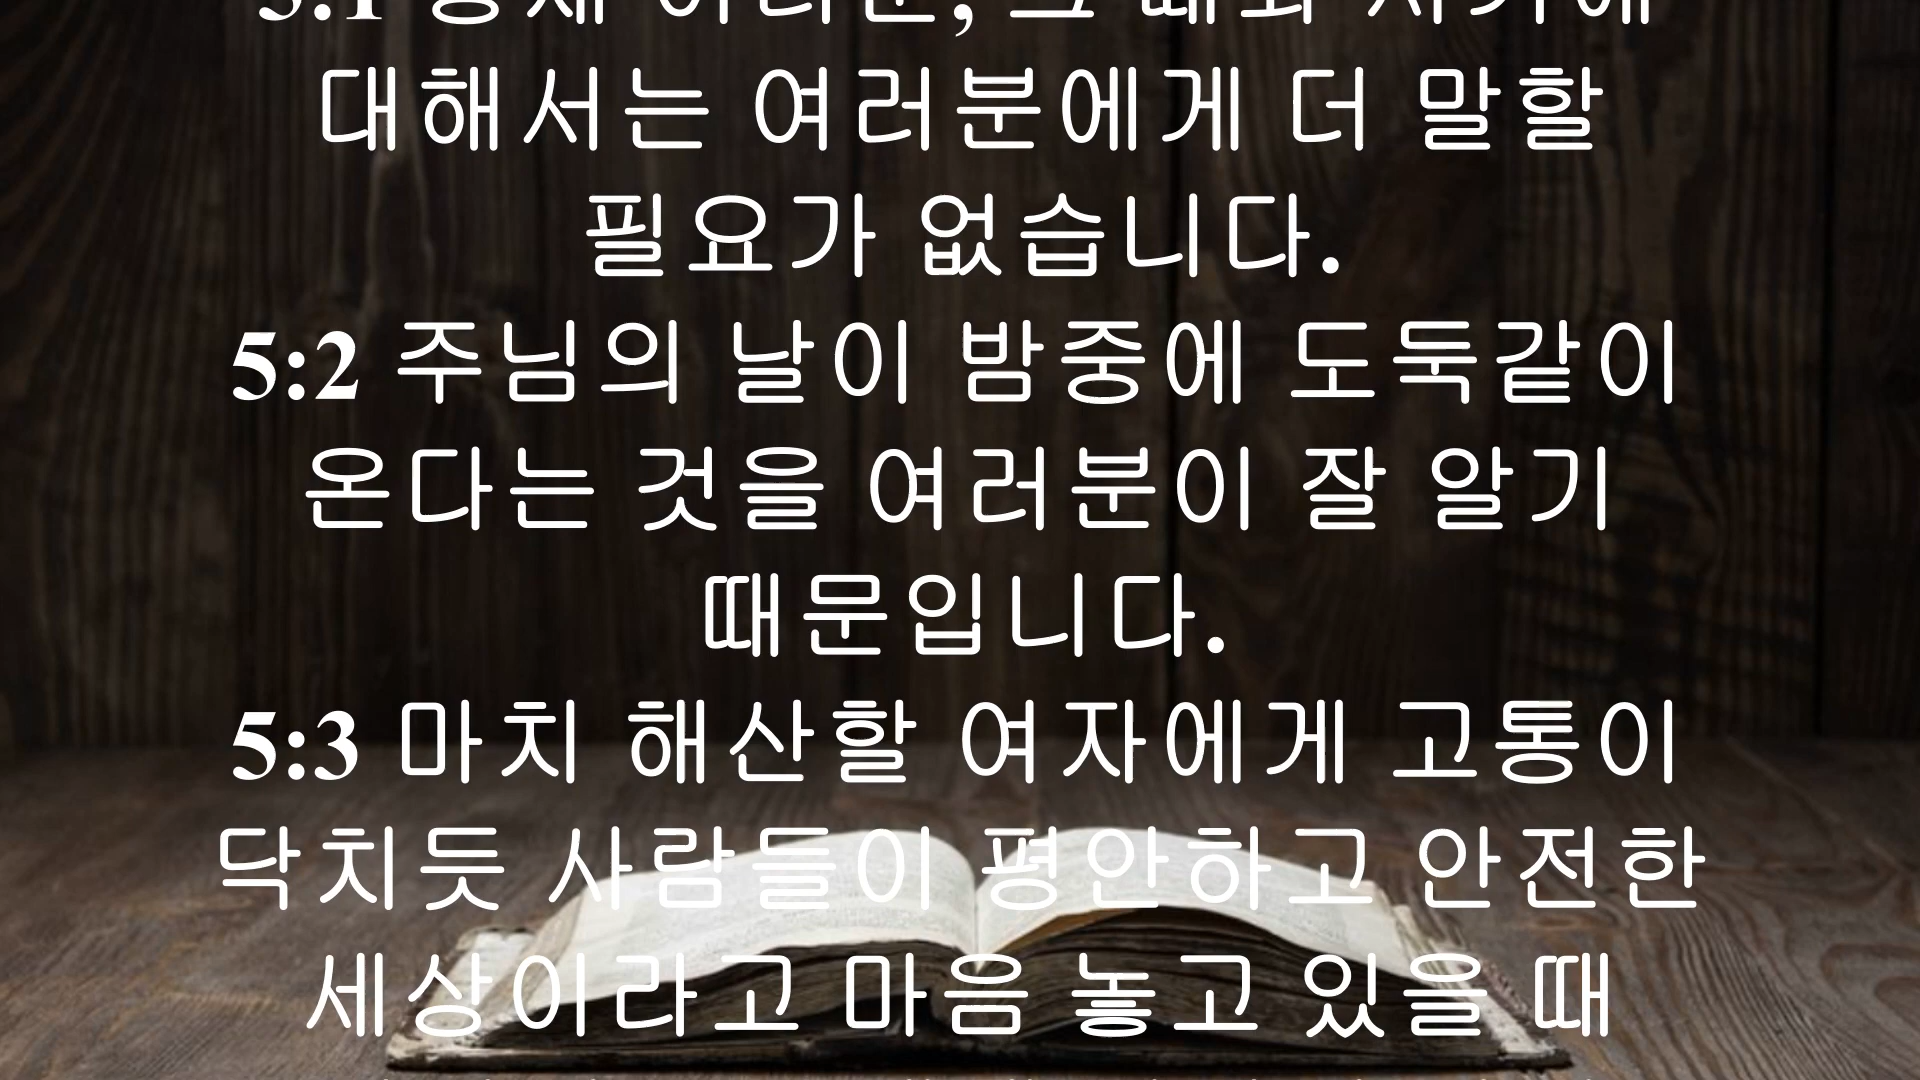 5:1 형제 여러분, 그 때와 시기에
대해서는 여러분에게 더 말할
필요가 없습니다.
5:2 주님의 날이 밤중에 도둑같이
온다는 것을 여러분이 잘 알기
때문입니다.
5:3 마치 해산할 여자에게 고통이
닥치듯 사람들이 평안하고 안전한
세상이라고 마음 놓고 있을 때